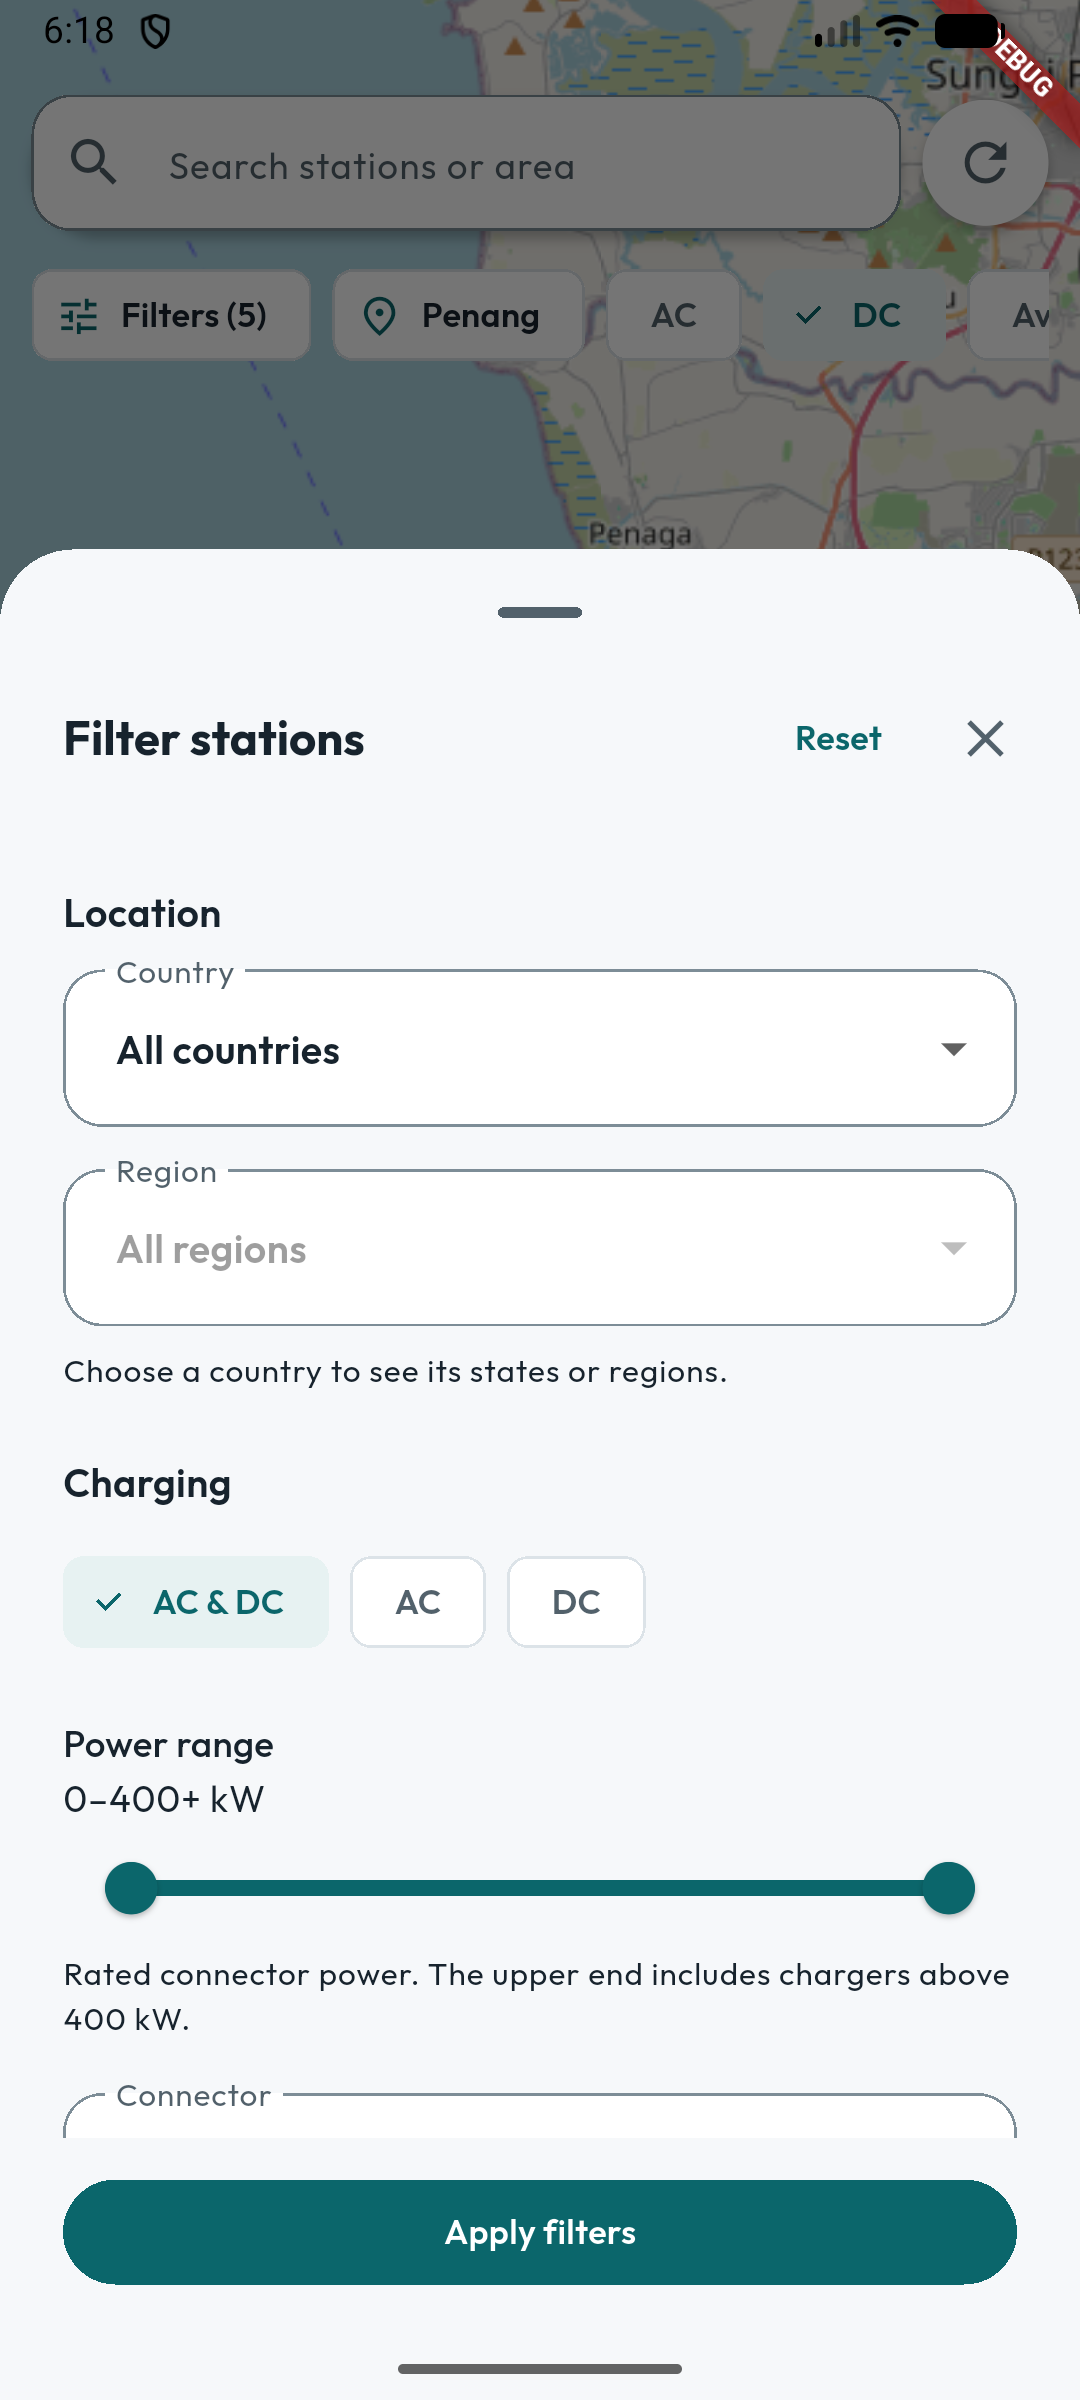 6:18
EBUG
Search stations or area
Filters (5)
Penang
AC
DC
Penaga
Filter stations
Reset
Location
Country
All countries
Region
All regions
Choose a country to see its states or regions.
Charging
AC & DC
AC
DC
Power range
0–400+ kW
Rated connector power. The upper end includes chargers above
400 kW.
Connector
Apply filters